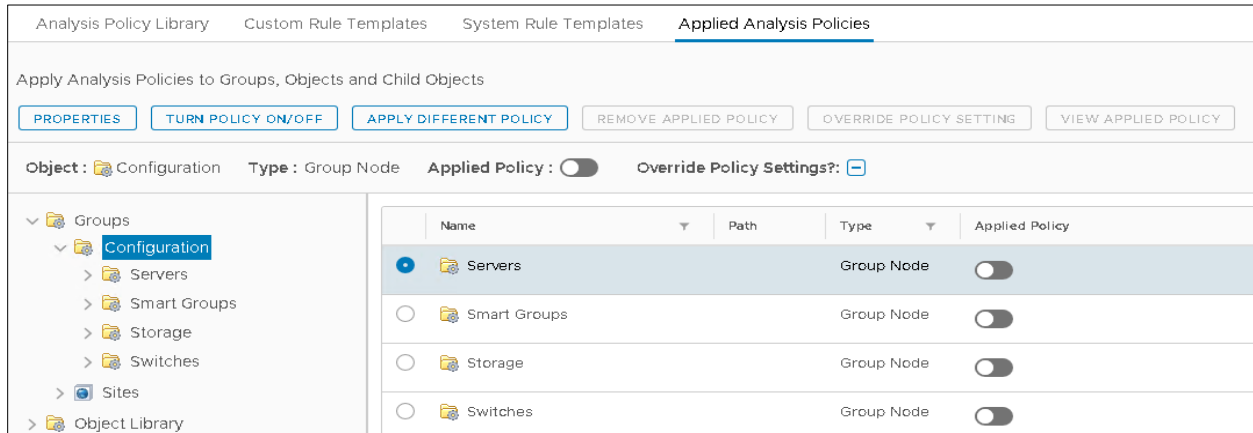 Analysis Policy Library Custom Rule Templates System Rule Templates Applied Analysis Policies
Apply Analysis Policies to Groups, Objects and Child Objects
PROPERTIES TURN POLICY ON/OFF APPLY DIFFERENT POLICY REMOVE APPLIED POLICY OVERRIDE POLICY SETTING VIEW APPLIED POLICY
Object : Configuration Type : Group Node Applied Policy : Override Policy Settings?:
Groups
Configuration
Servers
Smart Groups
Storage
Switches
Sites
Object Library
Name Path Type Applied Policy
Servers Group Node
Smart Groups Group Node
Storage Group Node
Switches Group Node